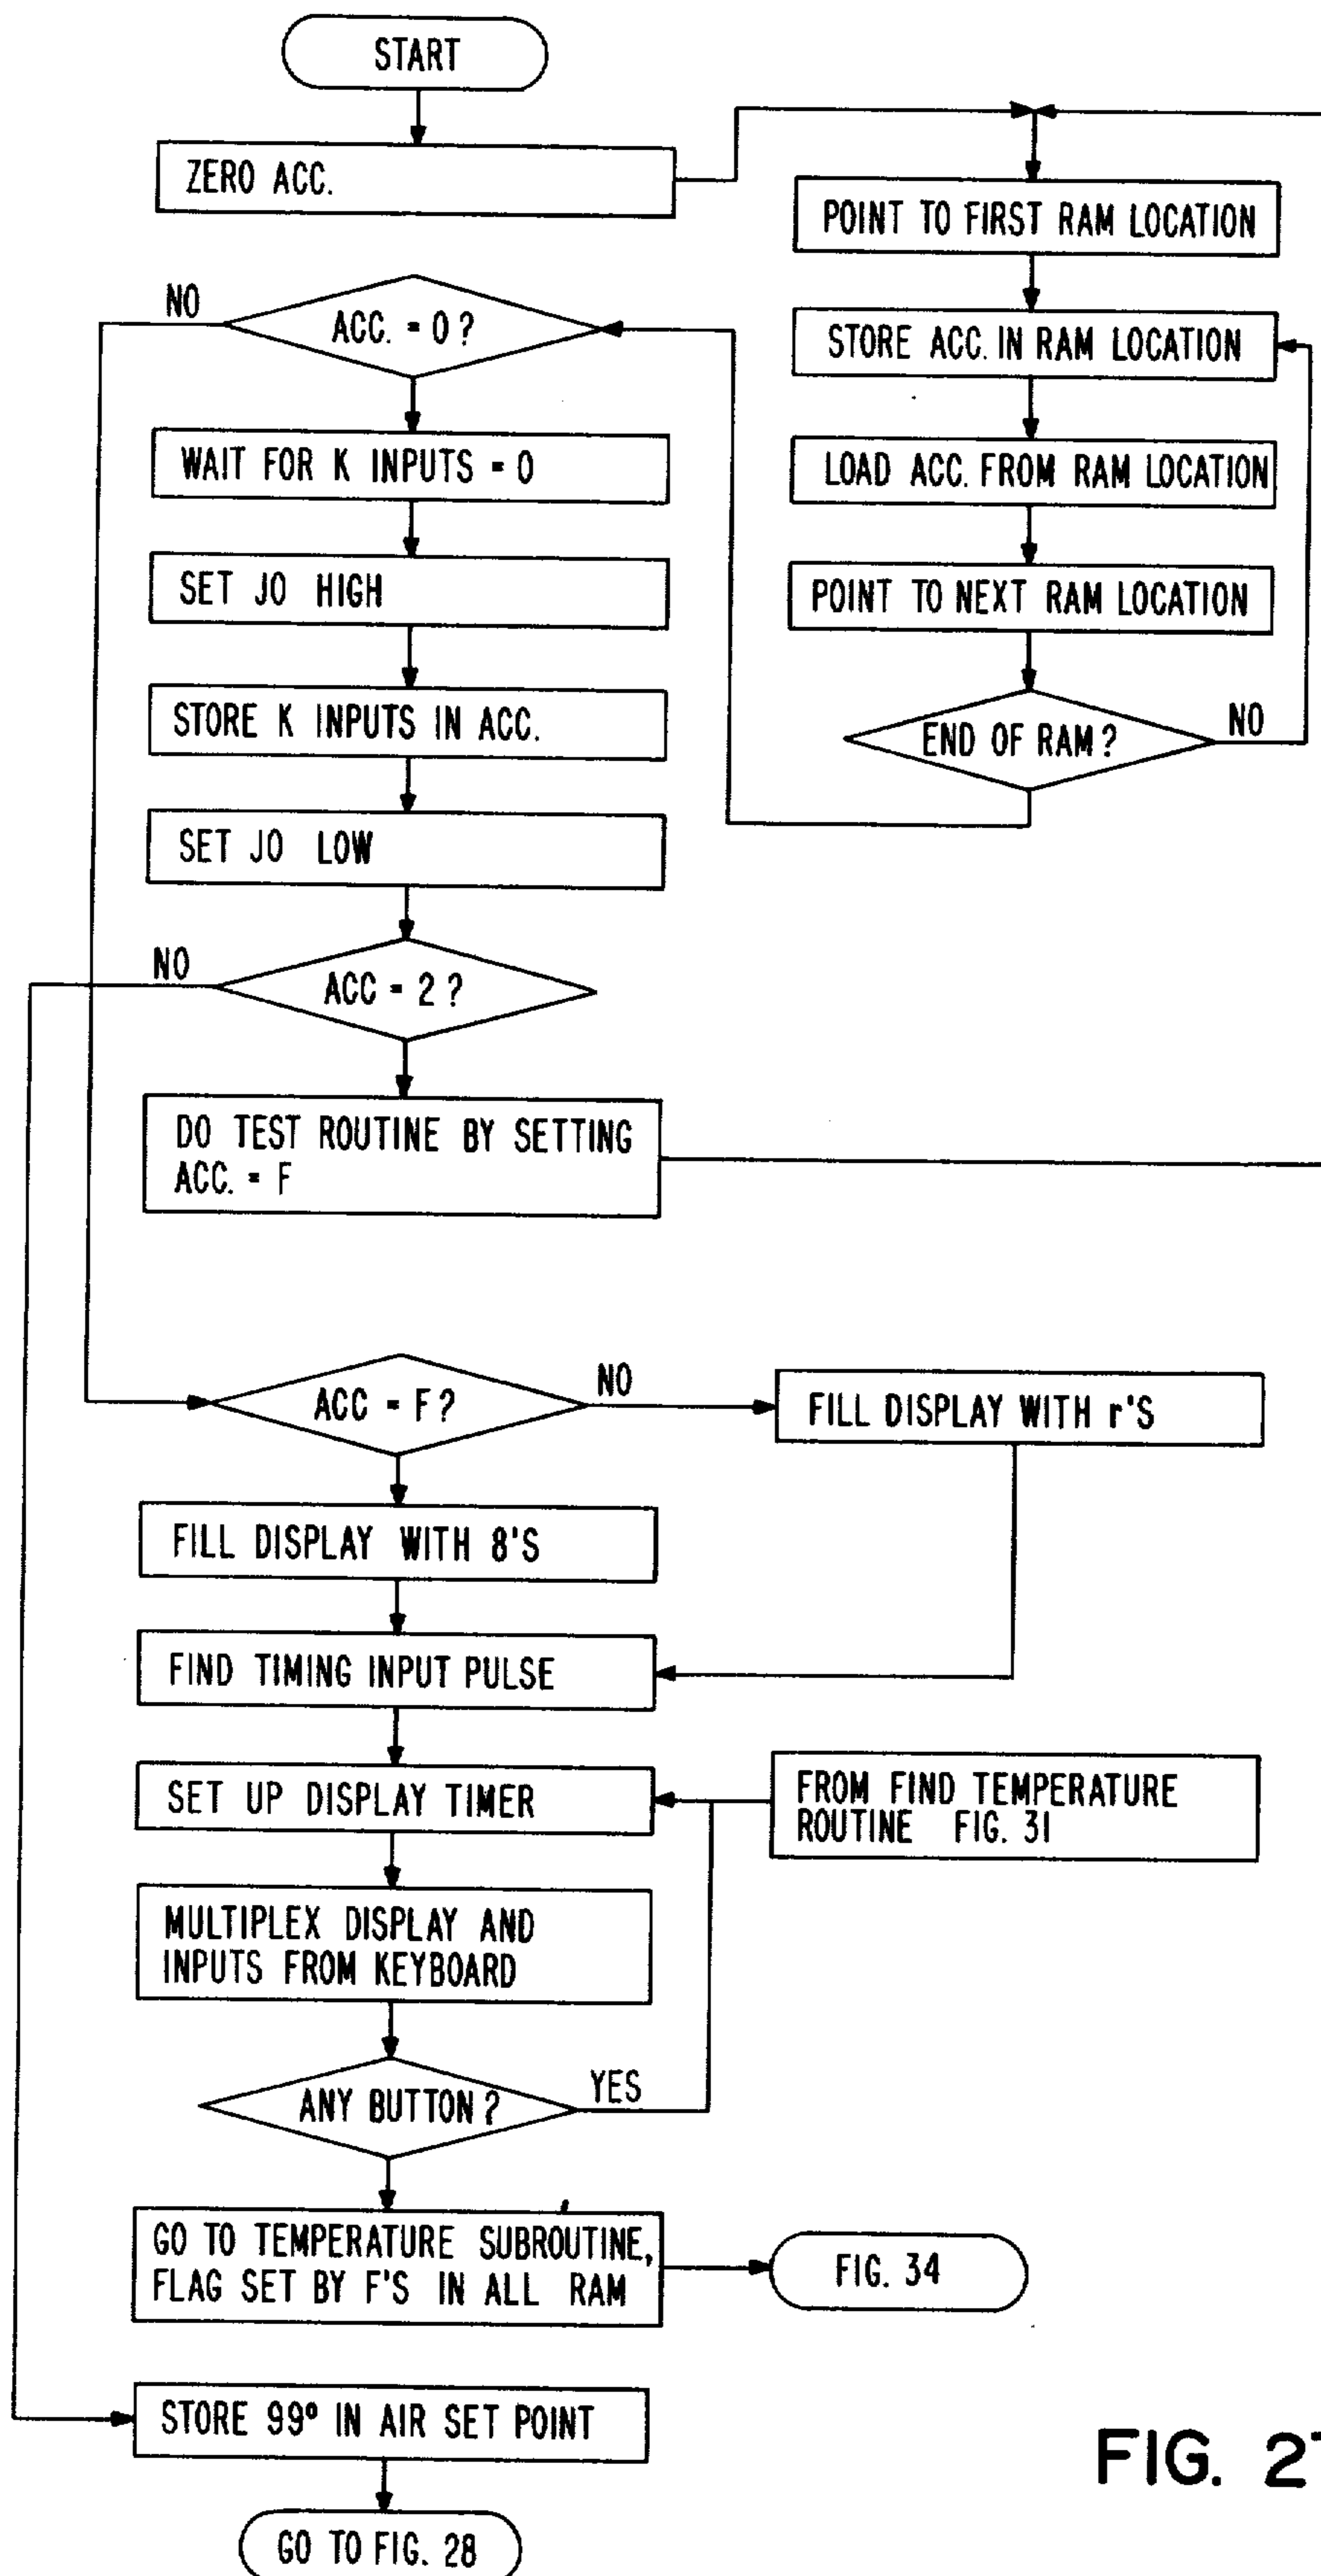 START
ZERO ACC.
POINT TO FIRST RAM LOCATION
STORE ACC. IN RAM LOCATION
LOAD ACC. FROM RAM LOCATION
POINT TO NEXT RAM LOCATION
END OF RAM?
NO
NO
ACC. = 0?
WAIT FOR K INPUTS = 0
SET JO HIGH
STORE K INPUTS IN ACC.
SET JO LOW
NO
ACC = 2?
DO TEST ROUTINE BY SETTING
ACC. = F
ACC = F?
NO
FILL DISPLAY WITH r'S
FILL DISPLAY WITH 8'S
FIND TIMING INPUT PULSE
SET UP DISPLAY TIMER
FROM FIND TEMPERATURE
ROUTINE FIG. 31
MULTIPLEX DISPLAY AND
INPUTS FROM KEYBOARD
ANY BUTTON?
YES
GO TO TEMPERATURE SUBROUTINE,
FLAG SET BY F'S IN ALL RAM
FIG. 34
STORE 99° IN AIR SET POINT
GO TO FIG. 28
FIG.